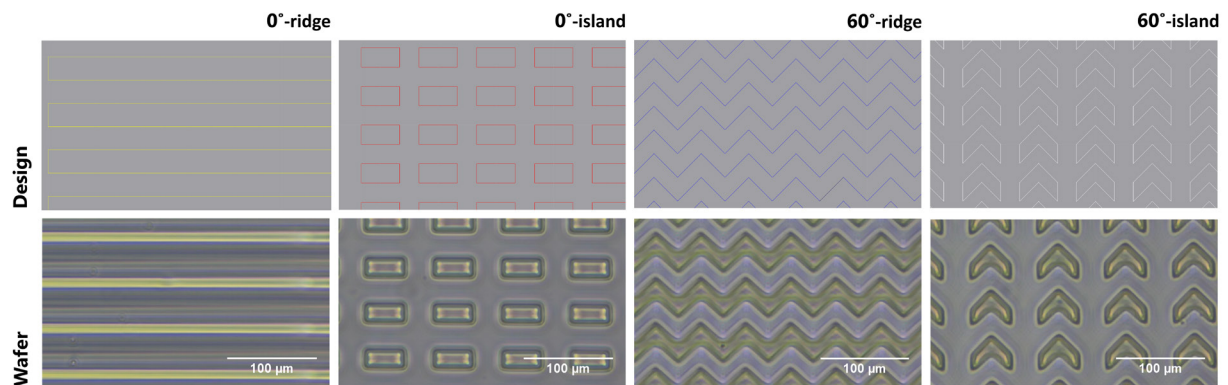 0°-ridge
0°-island
60°-ridge
60°-island
Design
Wafer
100 µm
100 µm
100 µm
100 µm